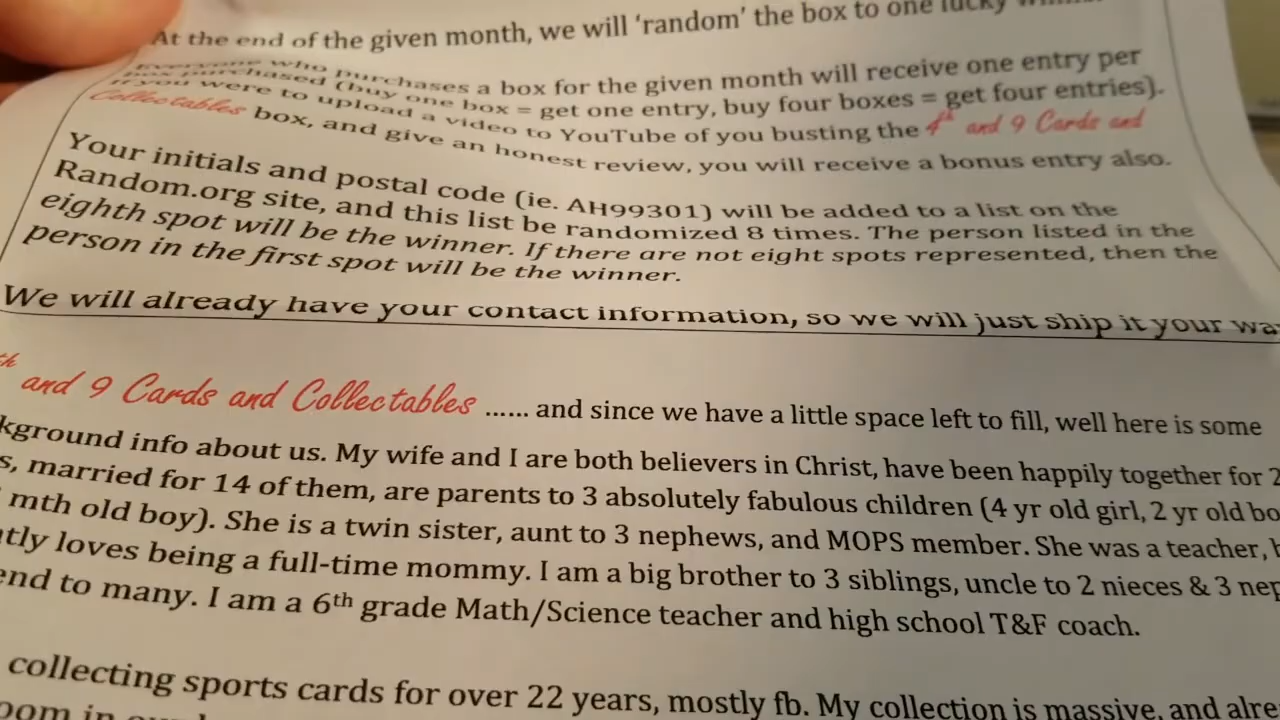 At the end of the given month, we will 'random' the box to one lucky
Everyone who purchases a box for the given month will receive one entry per
box purchased (buy one box = get one entry, buy four boxes = get four entries).
If you were to upload a video to YouTube of you busting the 4th and 9 Cards and
Collectables box, and give an honest review, you will receive a bonus entry also.
Your initials and postal code (ie. AH99301) will be added to a list on the
Random.org site, and this list be randomized 8 times. The person listed in the
eighth spot will be the winner. If there are not eight spots represented, then the
person in the first spot will be the winner.
We will already have your contact information, so we will just ship it your
th and 9 Cards and Collectables ...... and since we have a little space left to fill, well here is some
kground info about us. My wife and I are both believers in Christ, have been happily together for 2
s, married for 14 of them, are parents to 3 absolutely fabulous children (4 yr old girl, 2 yr old bo
mth old boy). She is a twin sister, aunt to 3 nephews, and MOPS member. She was a teacher,
tly loves being a full-time mommy. I am a big brother to 3 siblings, uncle to 2 nieces & 3 nep
end to many. I am a 6th grade Math/Science teacher and high school T&F coach.
collecting sports cards for over 22 years, mostly fb. My collection is massive, and alre
oom in